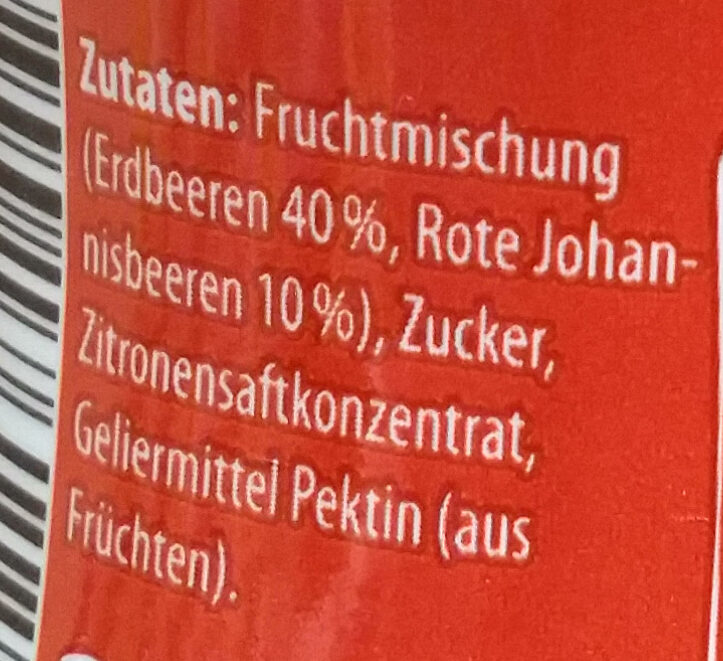 Zutaten: Fruchtmischung
(Erdbeeren 40 %, Rote Johan-
nisbeeren 10 %), Zucker,
Zitronensaftkonzentrat,
Geliermittel Pektin (aus
Früchten).